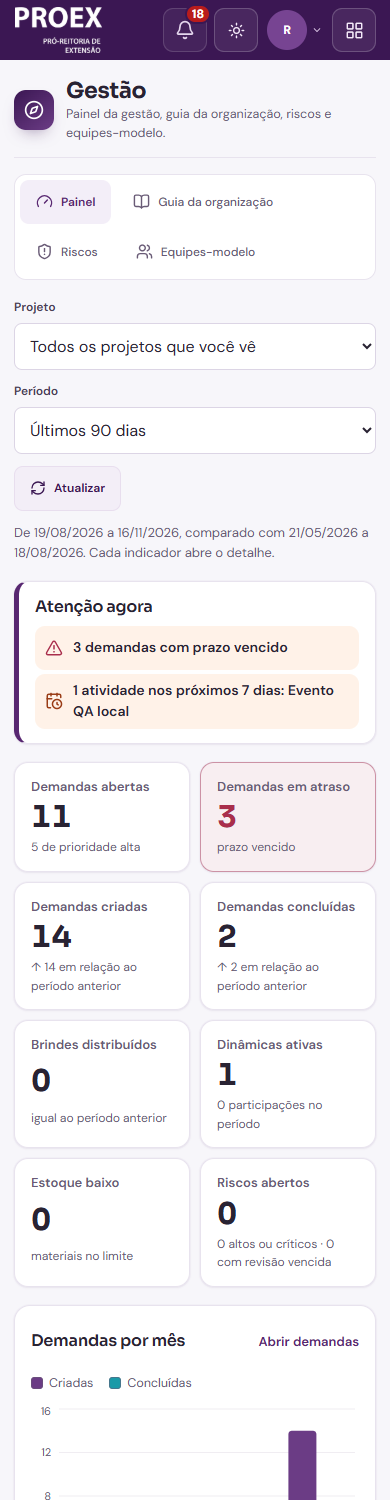 PROEX
PRÓ-REITORIA DE
EXTENSÃO
18
R
Gestão
Painel da gestão, guia da organização, riscos e
equipes-modelo.
Painel
Guia da organização
Riscos
Equipes-modelo
Projeto
Todos os projetos que você vê
Período
Últimos 90 dias
Atualizar
De 19/08/2026 a 16/11/2026, comparado com 21/05/2026 a
18/08/2026. Cada indicador abre o detalhe.
Atenção agora
3 demandas com prazo vencido
1 atividade nos próximos 7 dias: Evento
QA local
Demandas abertas
11
5 de prioridade alta
Demandas em atraso
3
prazo vencido
Demandas criadas
14
↑ 14 em relação ao
período anterior
Demandas concluídas
2
↑ 2 em relação ao
período anterior
Brindes distribuídos
0
igual ao período anterior
Dinâmicas ativas
1
0 participações no
período
Estoque baixo
0
materiais no limite
Riscos abertos
0
0 altos ou críticos · 0
com revisão vencida
Demandas por mês
Abrir demandas
Criadas
Concluídas
16
12
8